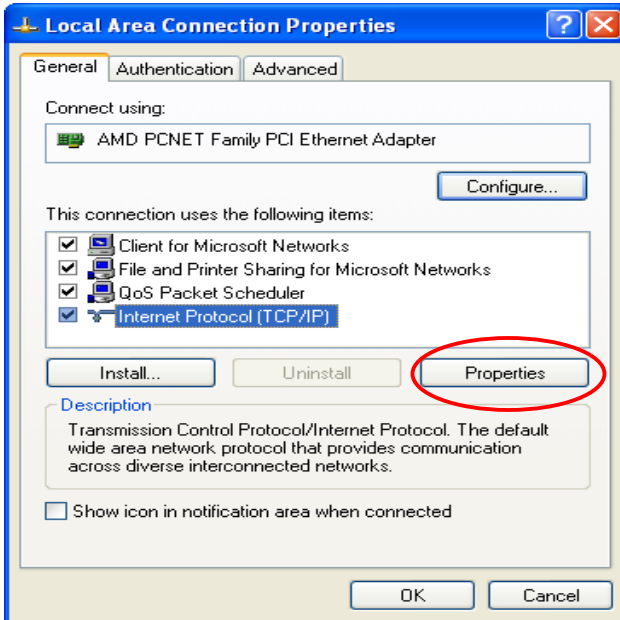 Local Area Connection Properties
General Authentication Advanced
Connect using:
AMD PCNET Family PCI Ethernet Adapter
Configure...
This connection uses the following items:
Client for Microsoft Networks
File and Printer Sharing for Microsoft Networks
QoS Packet Scheduler
Internet Protocol (TCP/IP)
Install... Uninstall Properties
Description
Transmission Control Protocol/Internet Protocol. The default
wide area network protocol that provides communication
across diverse interconnected networks.
Show icon in notification area when connected
OK Cancel